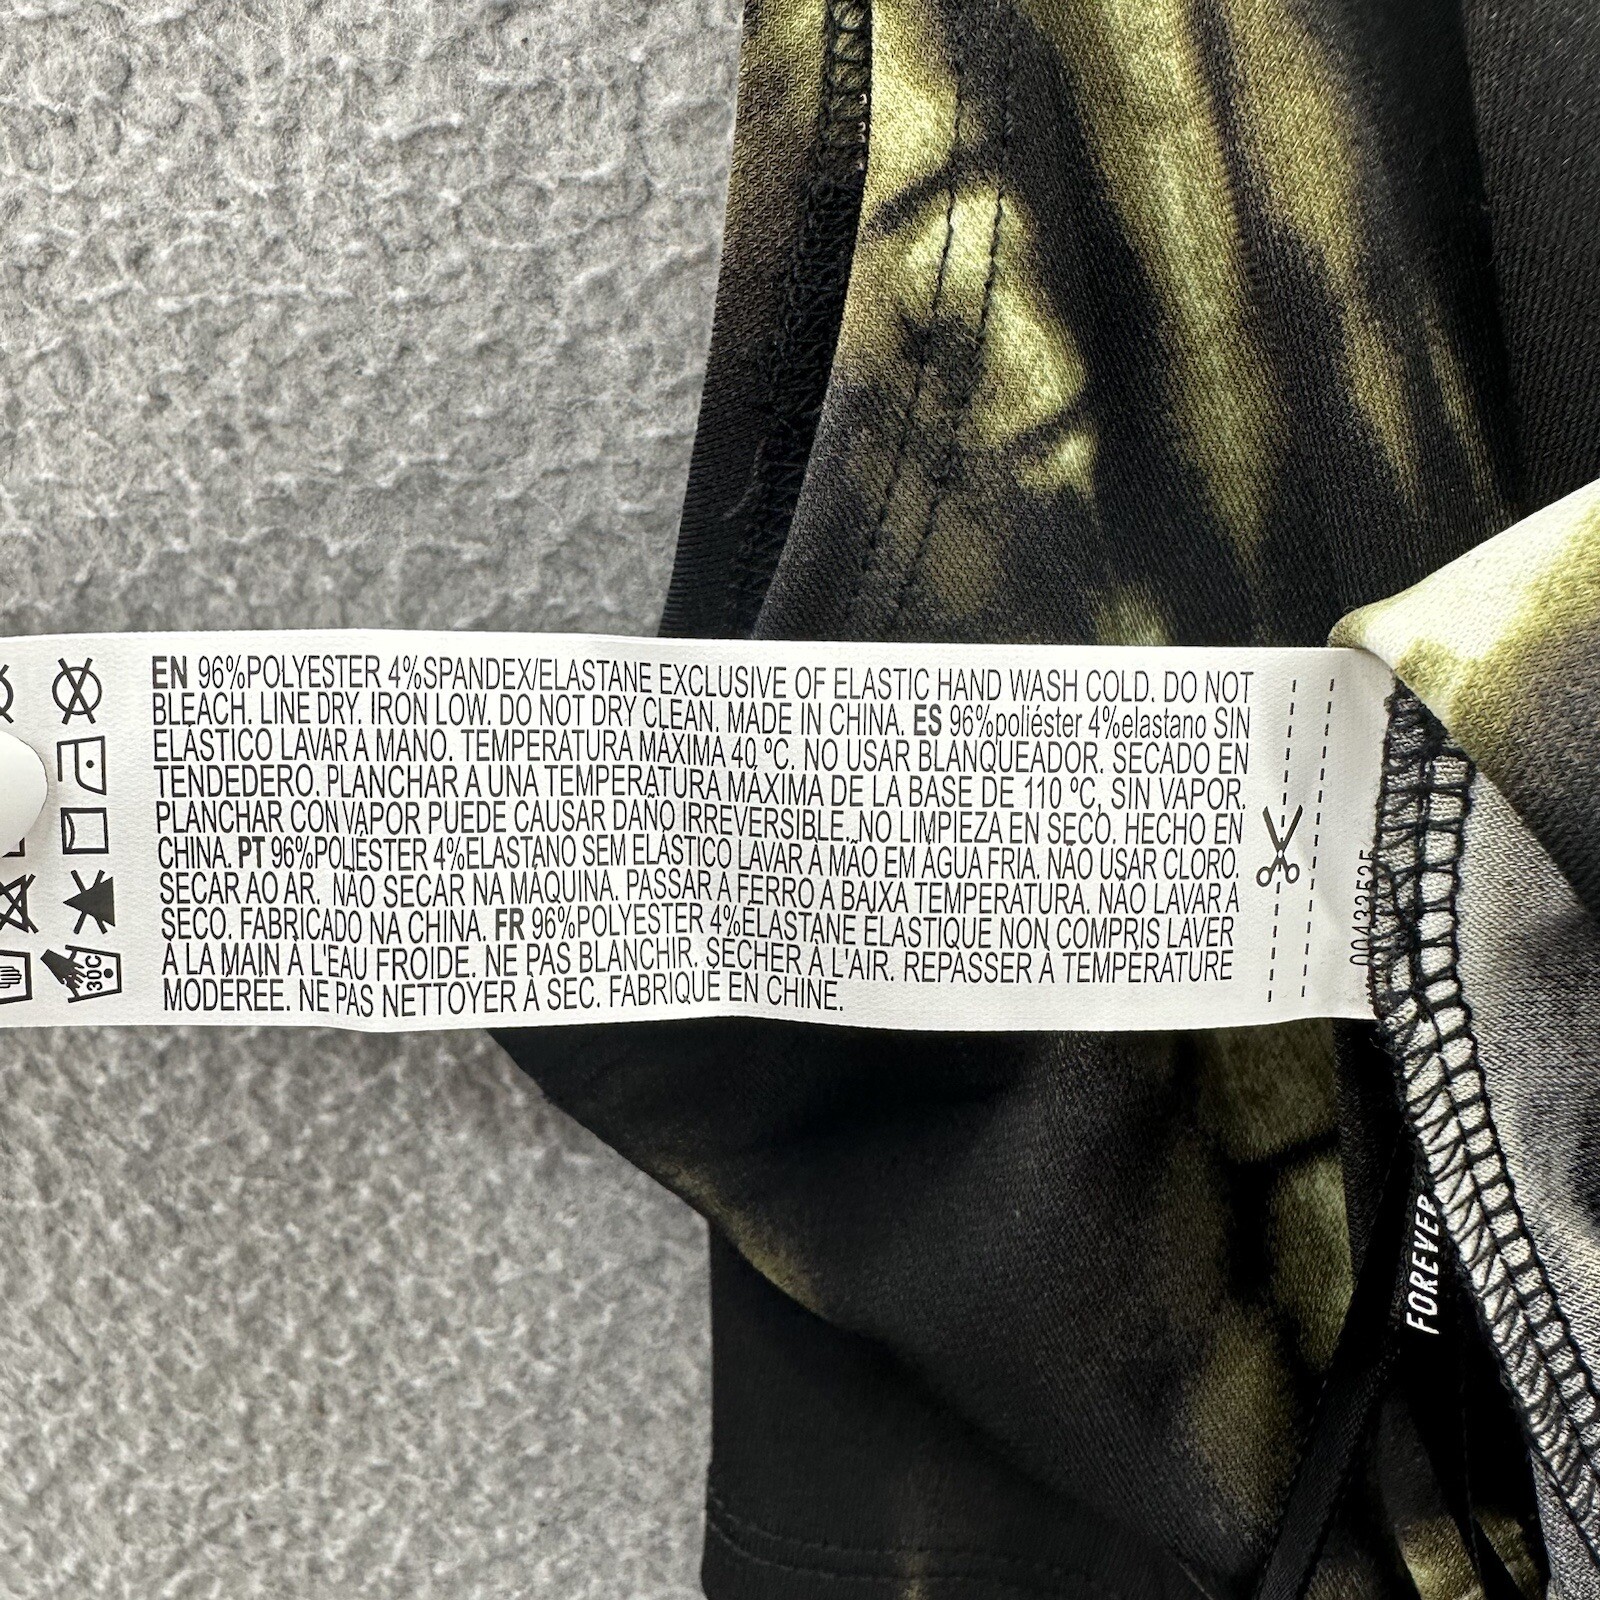 EN 96%POLYESTER 4%SPANDEX/ELASTANE EXCLUSIVE OF ELASTIC HAND WASH COLD. DO NOT
BLEACH. LINE DRY. IRON LOW. DO NOT DRY CLEAN. MADE IN CHINA. ES 96%poliéster 4%elastano SIN
ELÁSTICO LAVAR A MANO. TEMPERATURA MÁXIMA 40 ºC. NO USAR BLANQUEADOR. SECADO EN
TENDEDERO. PLANCHAR A UNA TEMPERATURA MÁXIMA DE LA BASE DE 110 ºC, SIN VAPOR.
PLANCHAR CON VAPOR PUEDE CAUSAR DAÑO IRREVERSIBLE. NO LIMPIEZA EN SECO. HECHO EN
CHINA. PT 96%POLIÉSTER 4%ELASTANO SEM ELÁSTICO LAVAR À MÃO EM ÁGUA FRIA. NÃO USAR CLORO.
SECAR AO AR. NÃO SECAR NA MÁQUINA. PASSAR A FERRO A BAIXA TEMPERATURA. NÃO LAVAR A
SECO. FABRICADO NA CHINA. FR 96%POLYESTER 4%ÉLASTANE ÉLASTIQUE NON COMPRIS LAVER
À LA MAIN À L'EAU FROIDE. NE PAS BLANCHIR. SÉCHER À L'AIR. REPASSER À TEMPÉRATURE
MODÉRÉE. NE PAS NETTOYER À SEC. FABRIQUÉ EN CHINE.
30C
FOREVER